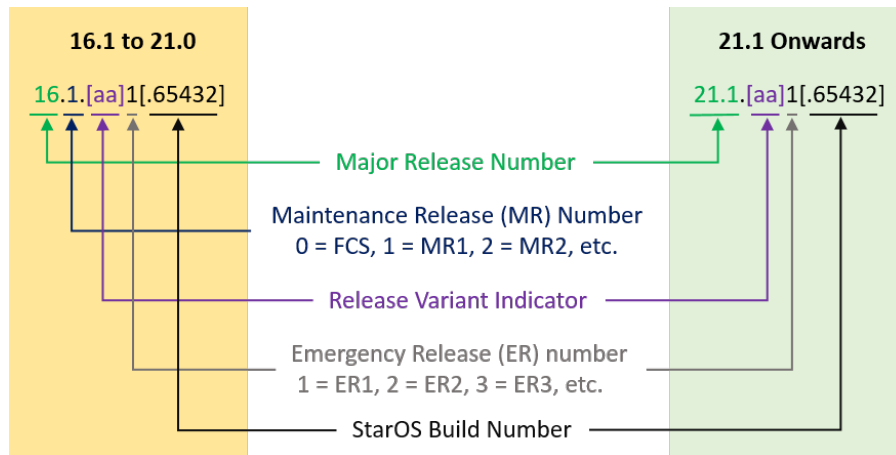 16.1 to 21.0
21.1 Onwards
16.1.[aa]1[.65432]
21.1.[aa]1[.65432]
Major Release Number
Maintenance Release (MR) Number
0 = FCS, 1 = MR1, 2 = MR2, etc.
Release Variant Indicator
Emergency Release (ER) number
1 = ER1, 2 = ER2, 3 = ER3, etc.
StarOS Build Number